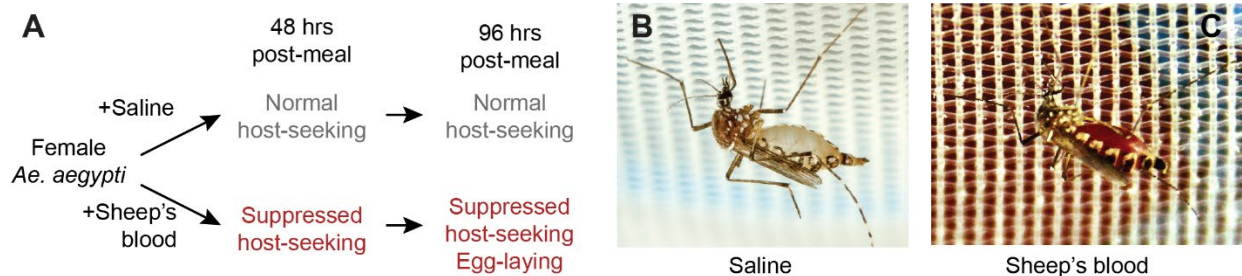 A
48 hrs
post-meal
96 hrs
post-meal
+Saline
Normal
host-seeking
Normal
host-seeking
Female
Ae. aegypti
+Sheep's
blood
Suppressed
host-seeking
Suppressed
host-seeking
Egg-laying
B
Saline
C
Sheep's blood